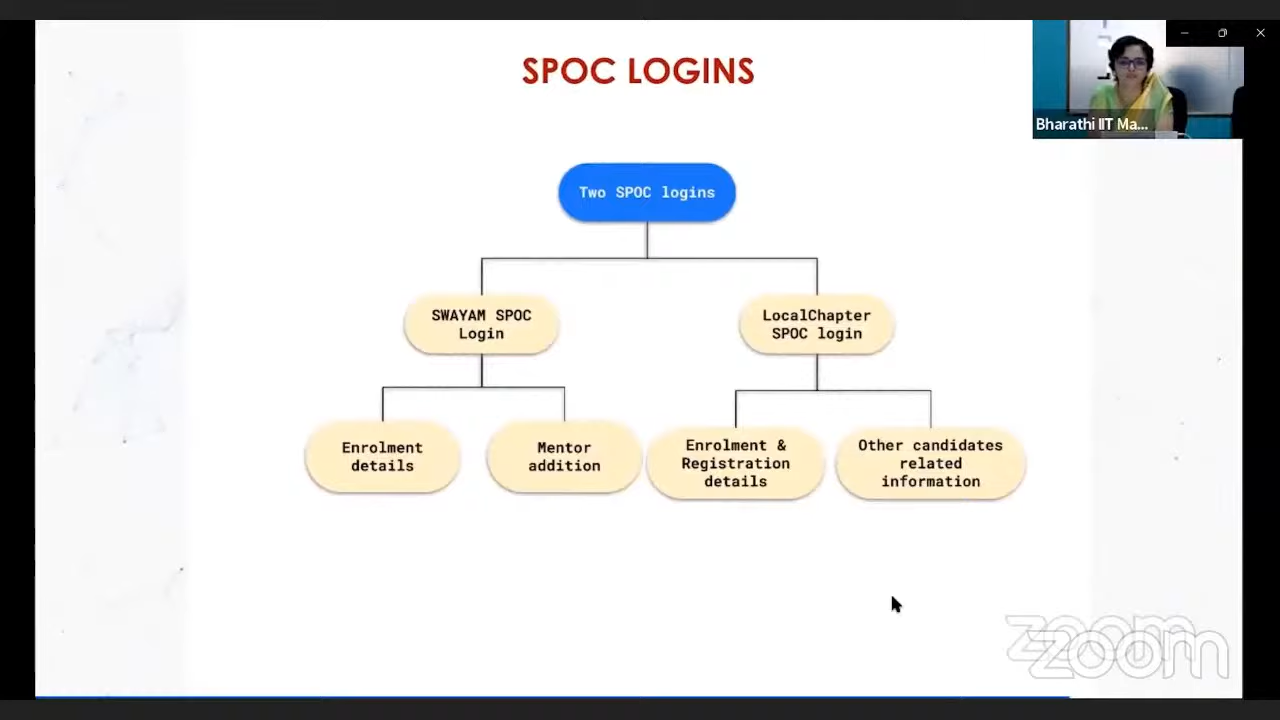 SPOC LOGINS
Bharathi IIT Ma...
Two SPOC logins
SWAYAM SPOC
Login
LocalChapter
SPOC login
Enrolment
details
Mentor
addition
Enrolment &
Registration
details
Other candidates
related
information
zoom
zoom